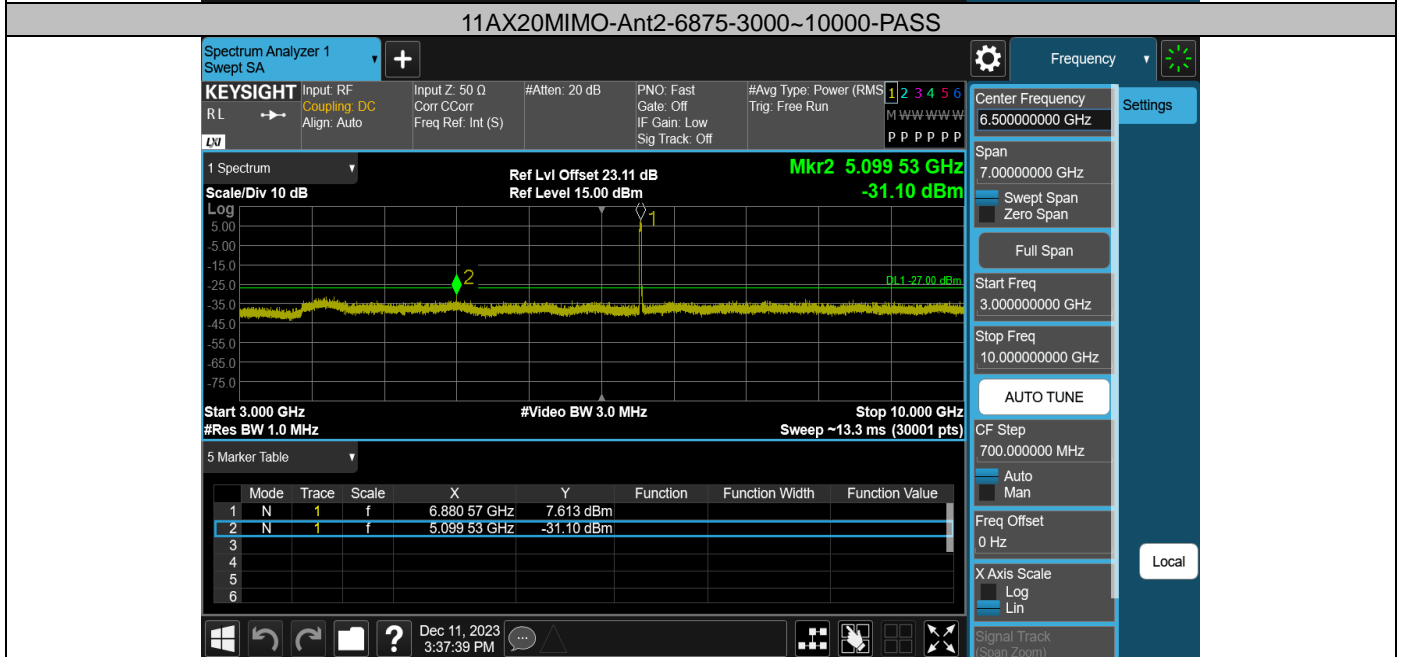 11AX20MIMO-Ant2-6875-3000~10000-PASS
Spectrum Analyzer 1
Swept SA
+
Frequency
KEYSIGHT
RL
LXI
Input: RF
Coupling: DC
Align: Auto
Input Z: 50 Ω
Corr CCorr
Freq Ref: Int (S)
#Atten: 20 dB
PNO: Fast
Gate: Off
IF Gain: Low
Sig Track: Off
#Avg Type: Power (RMS
Trig: Free Run
1 2 3 4 5 6
M W W W W W
P P P P P P
1 Spectrum
Scale/Div 10 dB
Ref Lvl Offset 23.11 dB
Ref Level 15.00 dBm
Mkr2 5.099 53 GHz
-31.10 dBm
Log
5.00
-5.00
-15.0
-25.0
-35.0
-45.0
-55.0
-65.0
-75.0
1
2
DL1 -27.00 dBm
Start 3.000 GHz
#Video BW 3.0 MHz
Stop 10.000 GHz
#Res BW 1.0 MHz
Sweep ~13.3 ms (30001 pts)
5 Marker Table
Mode Trace Scale X Y Function Function Width Function Value
1 N 1 f 6.880 57 GHz 7.613 dBm
2 N 1 f 5.099 53 GHz -31.10 dBm
3
4
5
6
?
Dec 11, 2023
3:37:39 PM
Center Frequency
6.500000000 GHz
Settings
Span
7.00000000 GHz
Swept Span
Zero Span
Full Span
Start Freq
3.000000000 GHz
Stop Freq
10.000000000 GHz
AUTO TUNE
CF Step
700.000000 MHz
Auto
Man
Freq Offset
0 Hz
Local
X Axis Scale
Log
Lin
Signal Track
(Span Zoom)